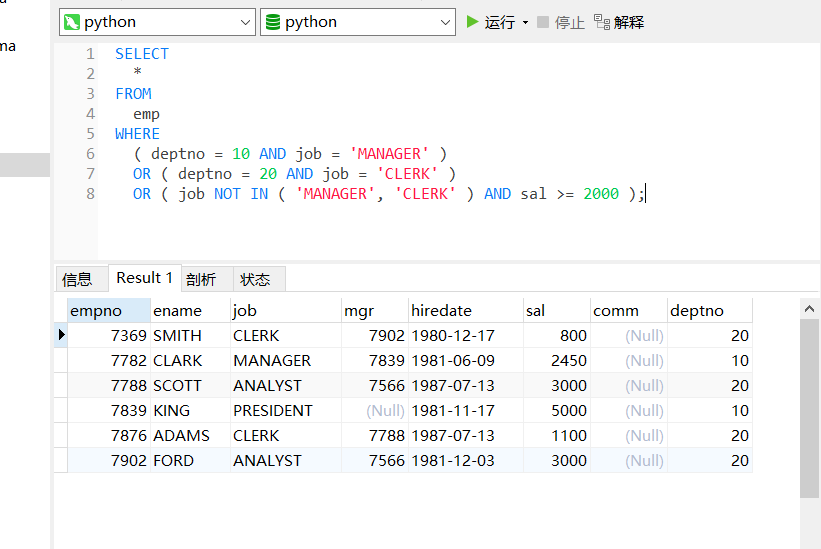 ma
python python 运行 停止 解释
1 SELECT
2 *
3 FROM
4 emp
5 WHERE
6 ( deptno = 10 AND job = 'MANAGER' )
7 OR ( deptno = 20 AND job = 'CLERK' )
8 OR ( job NOT IN ( 'MANAGER', 'CLERK' ) AND sal >= 2000 );
信息 Result 1 剖析 状态
empno ename job mgr hiredate sal comm deptno
7369 SMITH CLERK 7902 1980-12-17 800 (Null) 20
7782 CLARK MANAGER 7839 1981-06-09 2450 (Null) 10
7788 SCOTT ANALYST 7566 1987-07-13 3000 (Null) 20
7839 KING PRESIDENT (Null) 1981-11-17 5000 (Null) 10
7876 ADAMS CLERK 7788 1987-07-13 1100 (Null) 20
7902 FORD ANALYST 7566 1981-12-03 3000 (Null) 20